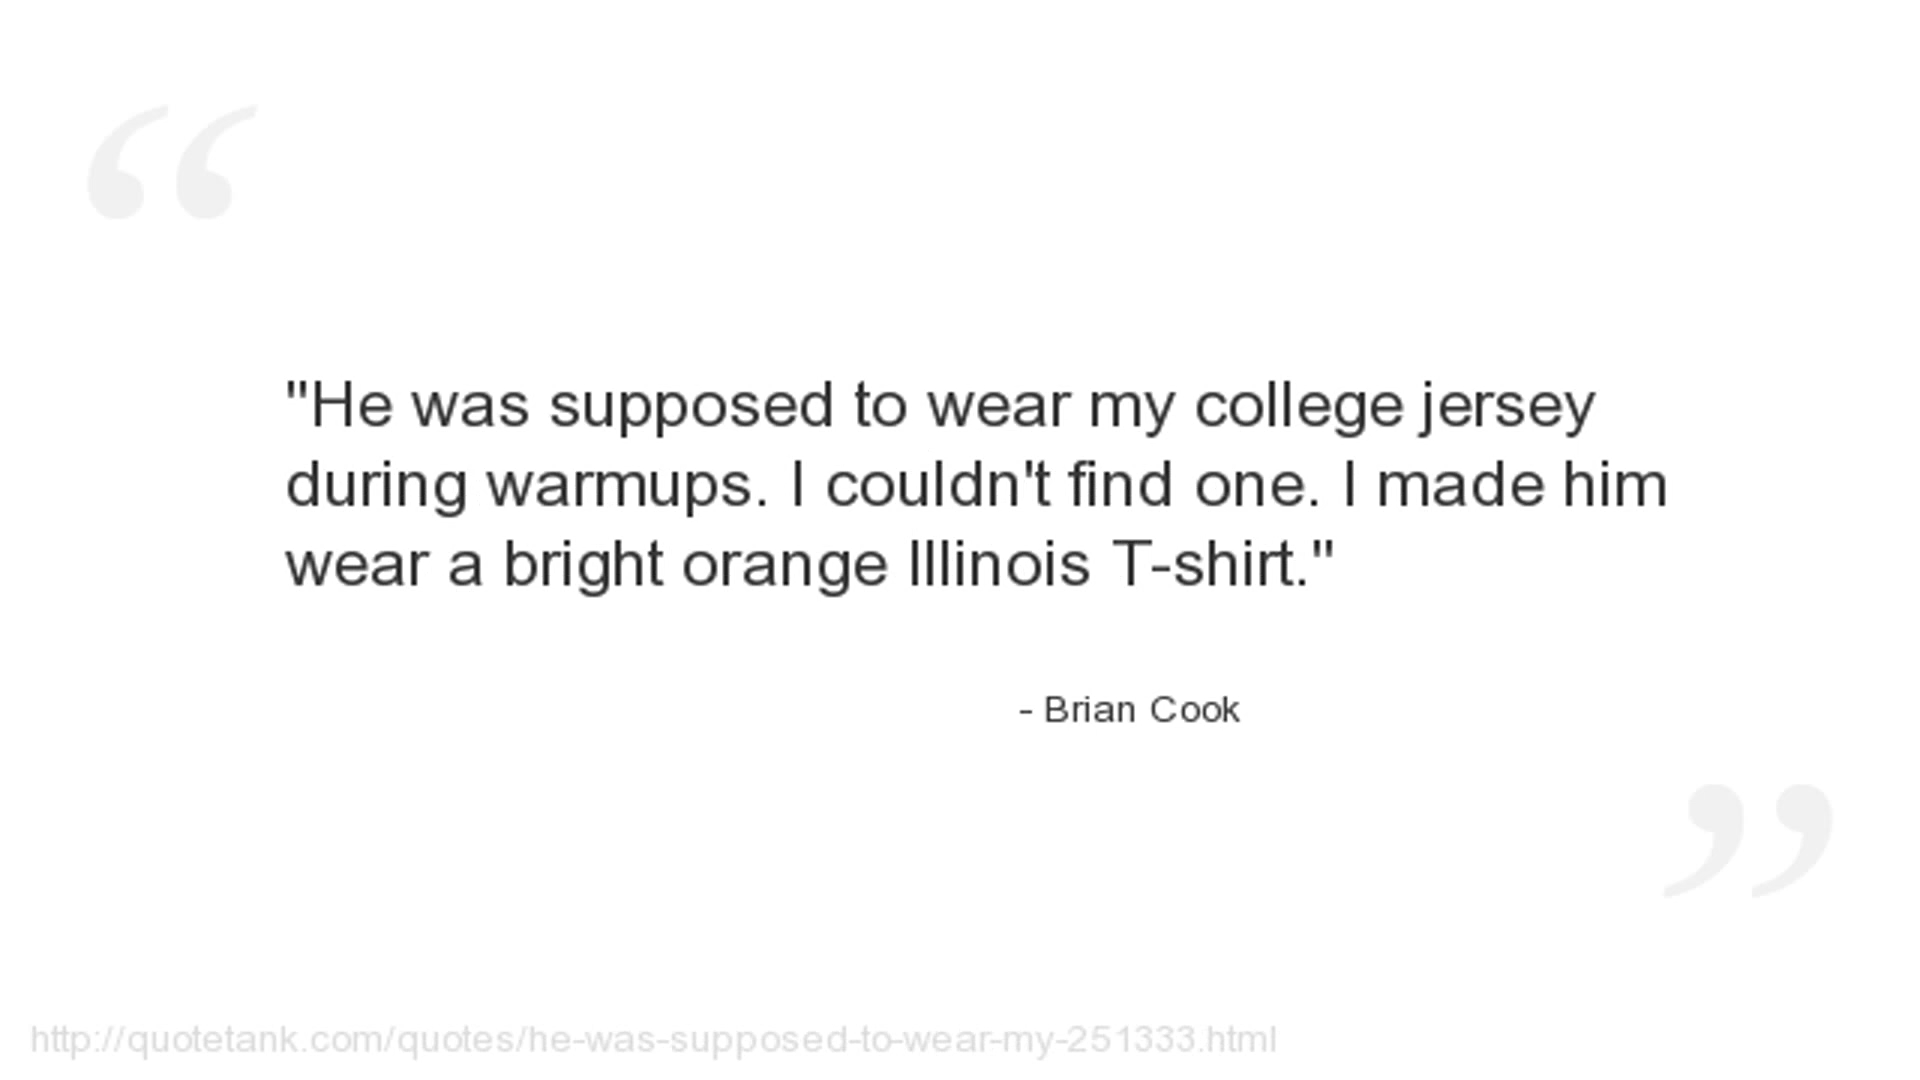 "He was supposed to wear my college jersey
during warmups. I couldn't find one. I made him
wear a bright orange Illinois T-shirt."
- Brian Cook
http://quotetank.com/quotes/he-was-supposed-to-wear-my-251333.html